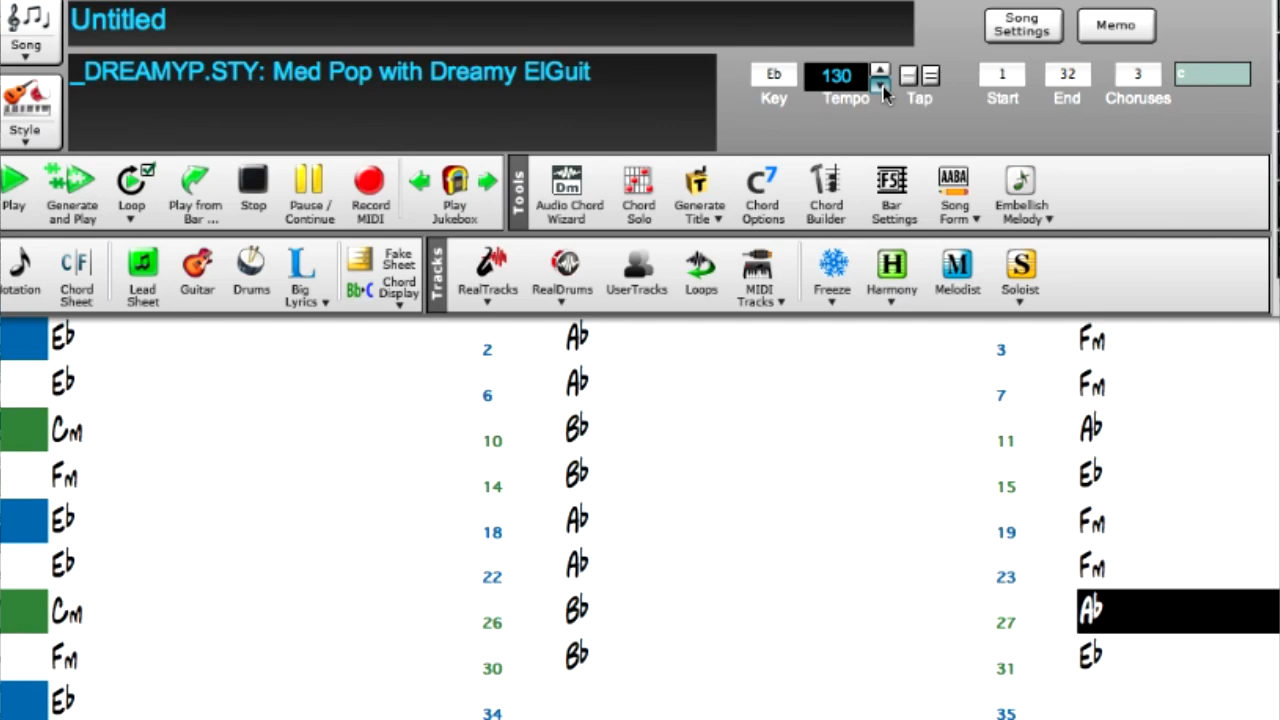 Untitled
Song
Song Settings
Memo
_DREAMYP.STY: Med Pop with Dreamy ElGuit
Style
Eb
130
1
32
3
c
Key
Tempo
Tap
Start
End
Choruses
Play
Generate and Play
Loop
Play from Bar ...
Stop
Pause / Continue
Record MIDI
Play Jukebox
Tools
Dm
Audio Chord Wizard
Chord Solo
T
Generate Title
C7
Chord Options
Chord Builder
F5
Bar Settings
AABA
Song Form
Embellish Melody
otation
C|F|
Chord Sheet
Lead Sheet
Guitar
Drums
L
Big Lyrics
Fake Sheet
Bb›C
Chord Display
Tracks
RealTracks
RealDrums
UserTracks
Loops
MIDI Tracks
Freeze
H
Harmony
M
Melodist
S
Soloist
Eb 2 Ab 3 Fm
Eb 6 Ab 7 Fm
Cm 10 Bb 11 Ab
Fm 14 Bb 15 Eb
Eb 18 Ab 19 Fm
Eb 22 Ab 23 Fm
Cm 26 Bb 27 Ab
Fm 30 Bb 31 Eb
Eb 34 35